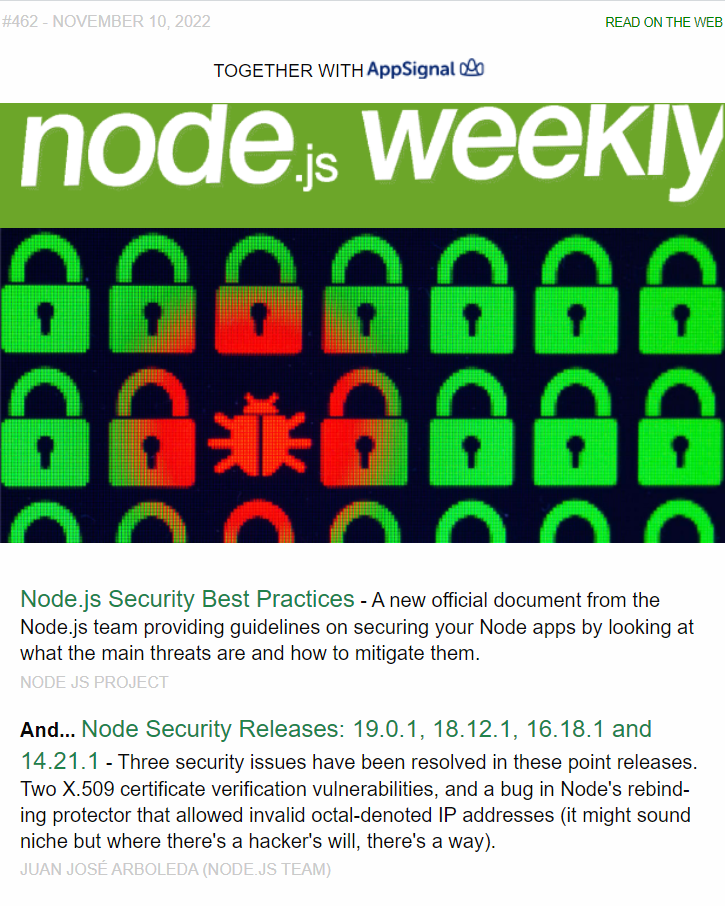 #462 - NOVEMBER 10, 2022
READ ON THE WEB
TOGETHER WITH AppSignal
node.js weekly
Node.js Security Best Practices - A new official document from the
Node.js team providing guidelines on securing your Node apps by looking at
what the main threats are and how to mitigate them.
NODE JS PROJECT
And... Node Security Releases: 19.0.1, 18.12.1, 16.18.1 and
14.21.1 - Three security issues have been resolved in these point releases.
Two X.509 certificate verification vulnerabilities, and a bug in Node's rebind-
ing protector that allowed invalid octal-denoted IP addresses (it might sound
niche but where there's a hacker's will, there's a way).
JUAN JOSÉ ARBOLEDA (NODE.JS TEAM)